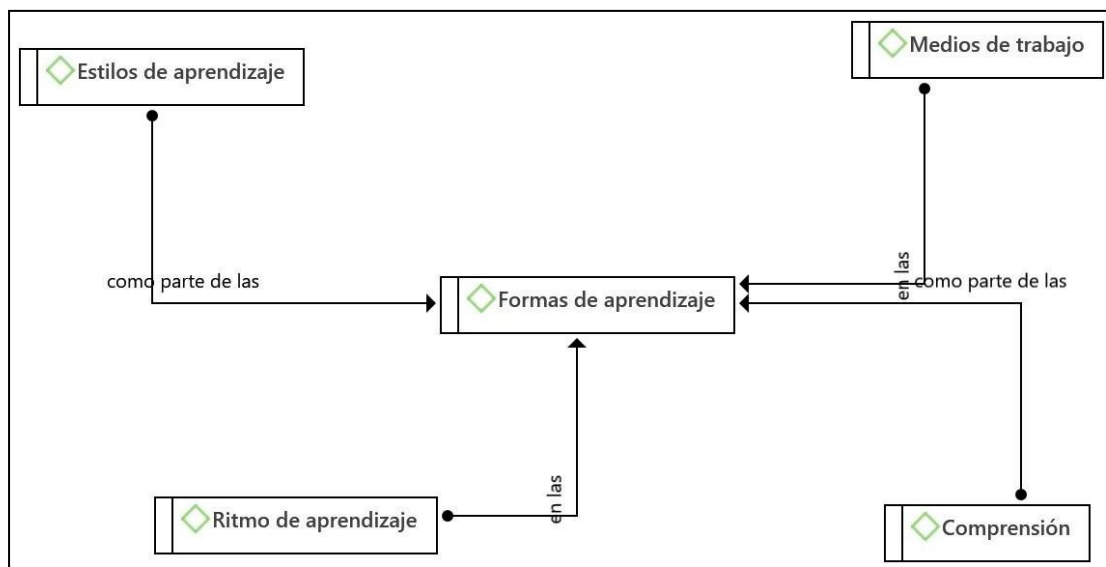 Estilos de aprendizaje
Medios de trabajo
como parte de las
en las
como parte de las
Formas de aprendizaje
en las
Ritmo de aprendizaje
Comprensión